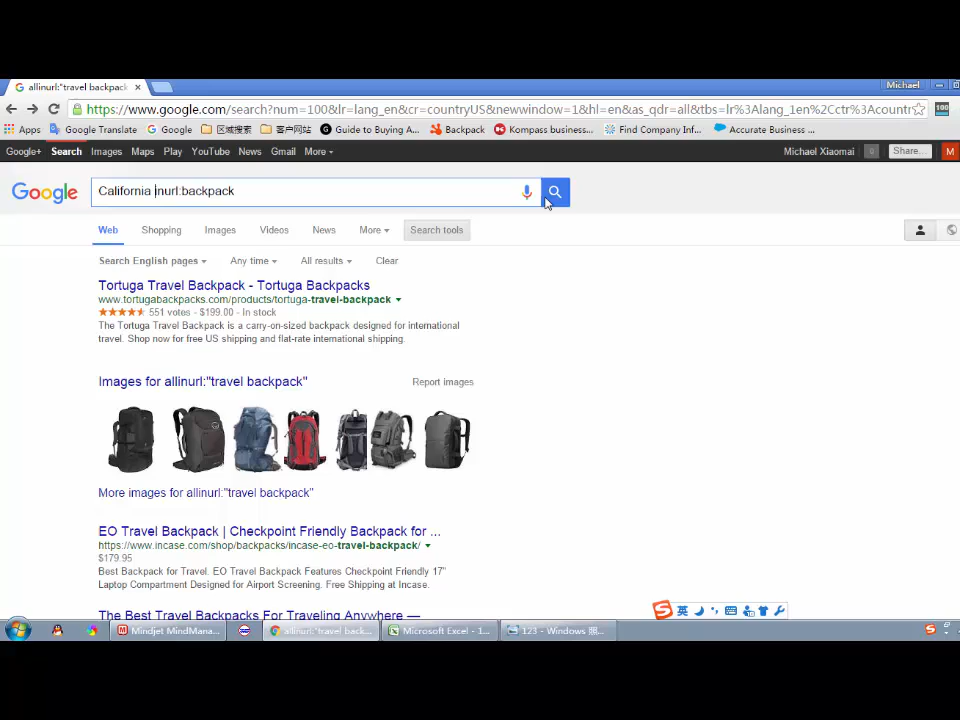 allinurl:"travel backpack
Michael
https://www.google.com/search?num=100&lr=lang_en&cr=countryUS&newwindow=1&hl=en&as_qdr=all&tbs=lr%3Alang_1en%2Cctr%3Acountr
100
Apps Google Translate Google 区域搜索 客户网站 Guide to Buying A... Backpack Kompass business... Find Company Inf... Accurate Business ...
Google+ Search Images Maps Play YouTube News Gmail More Michael Xiaomai 0 Share... M
Google California inurl:backpack
Web Shopping Images Videos News More Search tools
Search English pages Any time All results Clear
Tortuga Travel Backpack - Tortuga Backpacks
www.tortugabackpacks.com/products/tortuga-travel-backpack
551 votes - $199.00 - In stock
The Tortuga Travel Backpack is a carry-on-sized backpack designed for international
travel. Shop now for free US shipping and flat-rate international shipping.
Images for allinurl:"travel backpack" Report images
More images for allinurl:"travel backpack"
EO Travel Backpack | Checkpoint Friendly Backpack for ...
https://www.incase.com/shop/backpacks/incase-eo-travel-backpack/
$179.95
Best Backpack for Travel. EO Travel Backpack Features Checkpoint Friendly 17"
Laptop Compartment Designed for Airport Screening. Free Shipping at Incase.
The Best Travel Backpacks For Traveling Anywhere —
英
Mindjet MindMana... allinurl:"travel back... Microsoft Excel - 1... 123 - Windows 照...